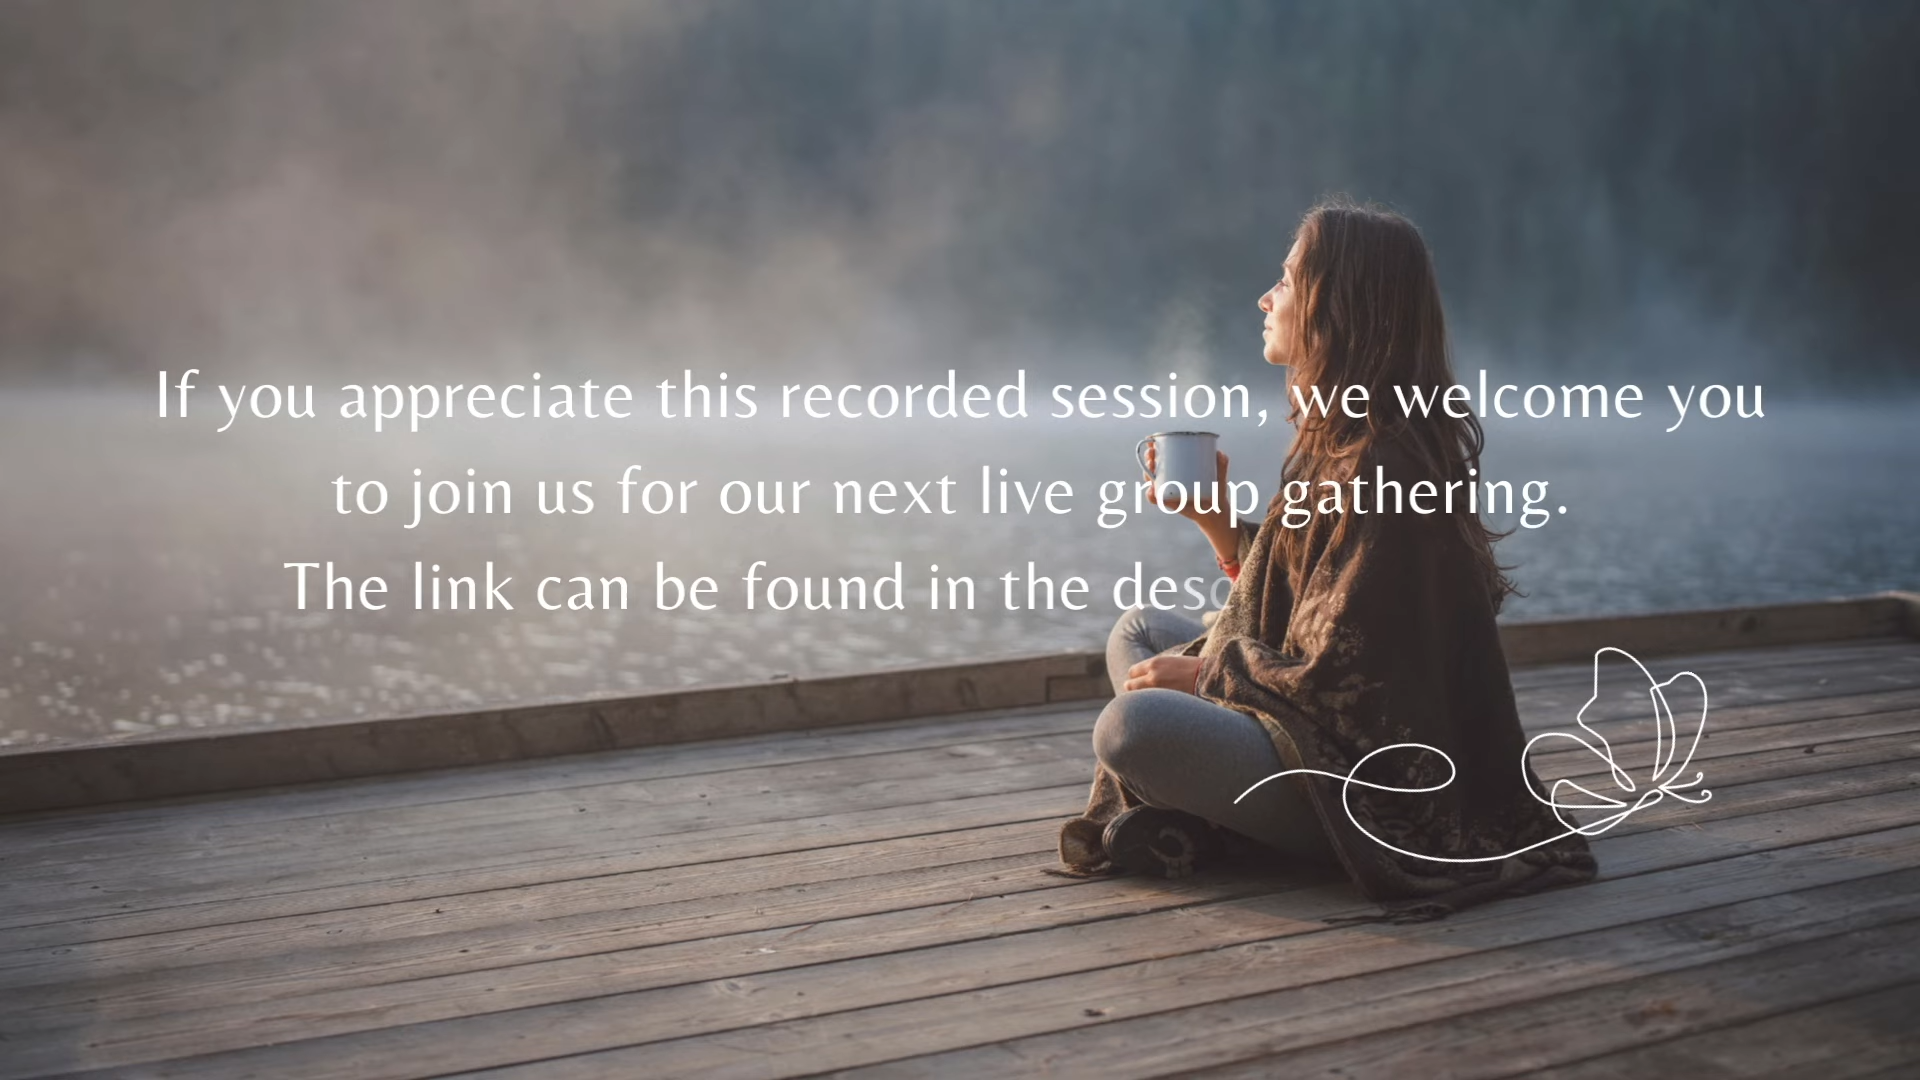 If you appreciate this recorded session, we welcome you
to join us for our next live group gathering.
The link can be found in the desc